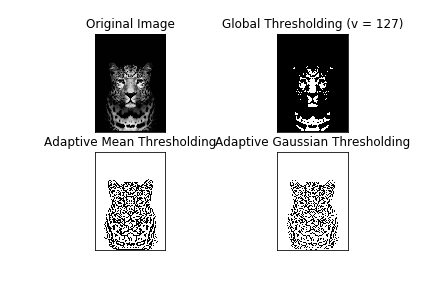 Original Image
Global Thresholding (v = 127)
Adaptive Mean Thresholding
Adaptive Gaussian Thresholding